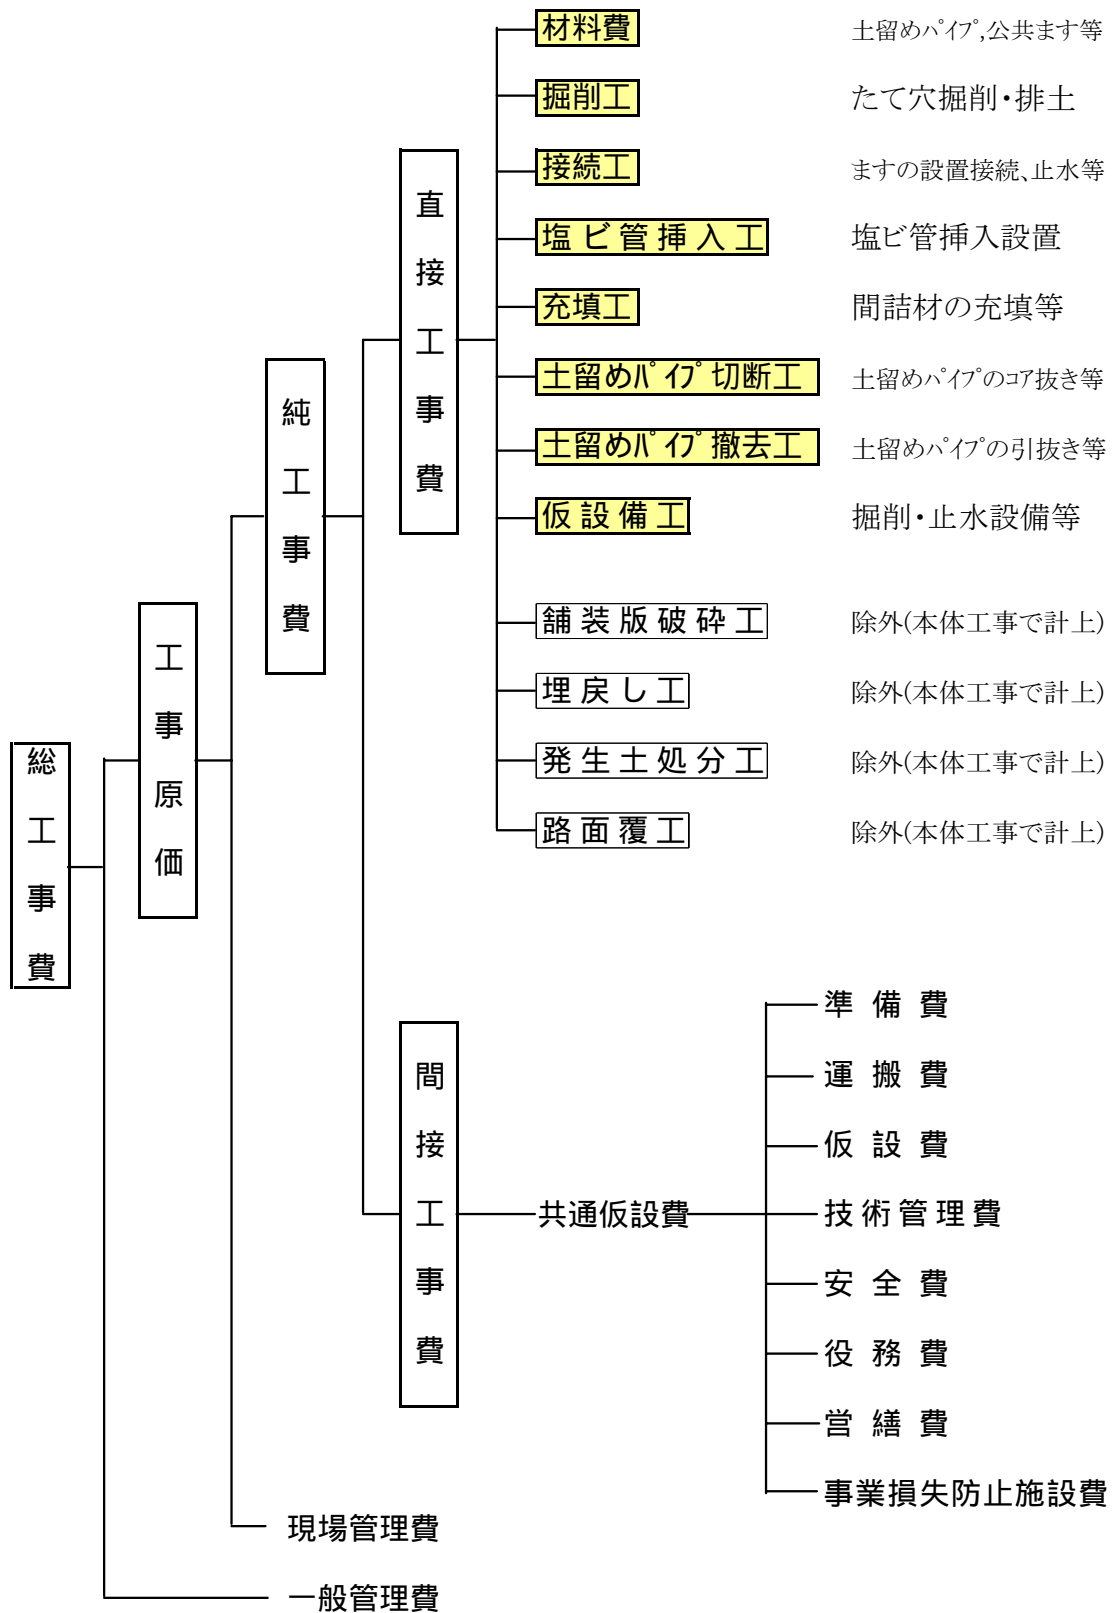 総工事費
工事原価
純工事費
直接工事費
材料費 土留めﾊﾟｲﾌﾟ,公共ます等
掘削工 たて穴掘削・排土
接続工 ますの設置接続、止水等
塩ビ管挿入工 塩ビ管挿入設置
充填工 間詰材の充填等
土留めﾊﾟｲﾌﾟ切断工 土留めﾊﾟｲﾌﾟのｺｱ抜き等
土留めﾊﾟｲﾌﾟ撤去工 土留めﾊﾟｲﾌﾟの引抜き等
仮設備工 掘削・止水設備等
舗装版破砕工 除外(本体工事で計上)
埋戻し工 除外(本体工事で計上)
発生土処分工 除外(本体工事で計上)
路面覆工 除外(本体工事で計上)
間接工事費
共通仮設費
準備費
運搬費
仮設費
技術管理費
安全費
役務費
営繕費
事業損失防止施設費
現場管理費
一般管理費